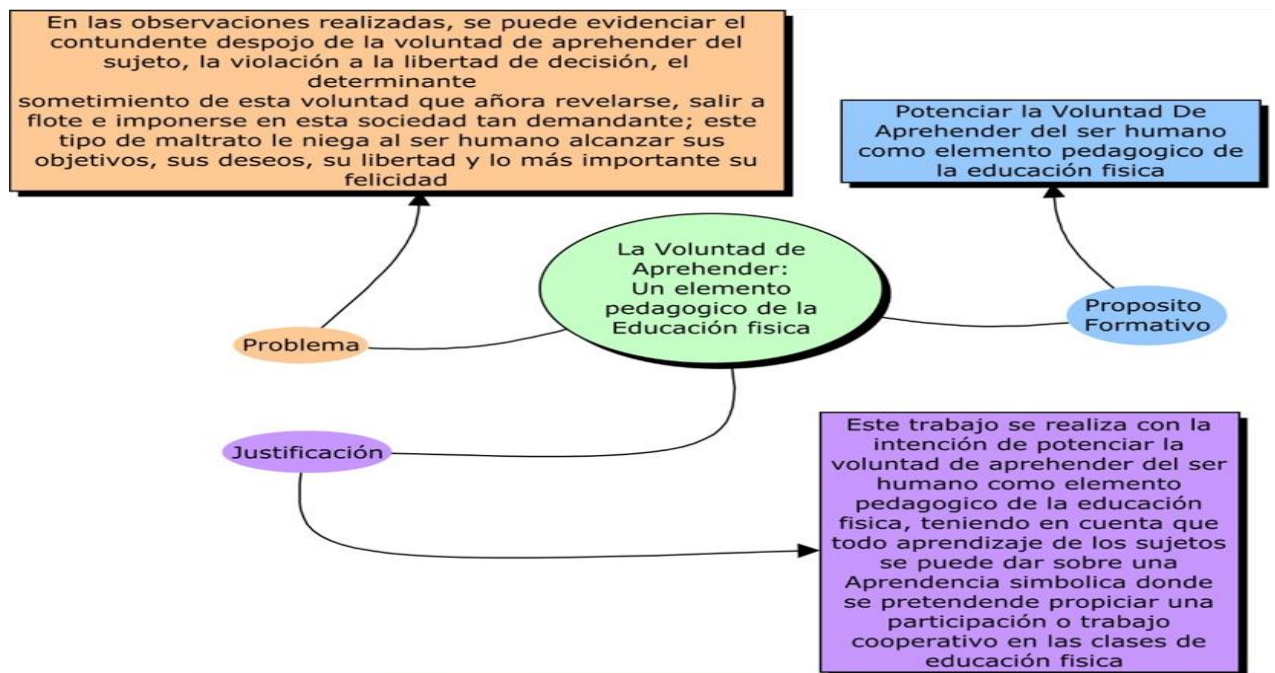 En las observaciones realizadas, se puede evidenciar el
contundente despojo de la voluntad de aprehender del
sujeto, la violación a la libertad de decisión, el
determinante
sometimiento de esta voluntad que añora revelarse, salir a
flote e imponerse en esta sociedad tan demandante; este
tipo de maltrato le niega al ser humano alcanzar sus
objetivos, sus deseos, su libertad y lo más importante su
felicidad
Potenciar la Voluntad De
Aprehender del ser humano
como elemento pedagogico de
la educación fisica
La Voluntad de
Aprehender:
Un elemento
pedagogico de la
Educación fisica
Proposito
Formativo
Problema
Justificación
Este trabajo se realiza con la
intención de potenciar la
voluntad de aprehender del ser
humano como elemento
pedagogico de la educación
fisica, teniendo en cuenta que
todo aprendizaje de los sujetos
se puede dar sobre una
Aprendencia simbolica donde
se pretendende propiciar una
participación o trabajo
cooperativo en las clases de
educación fisica